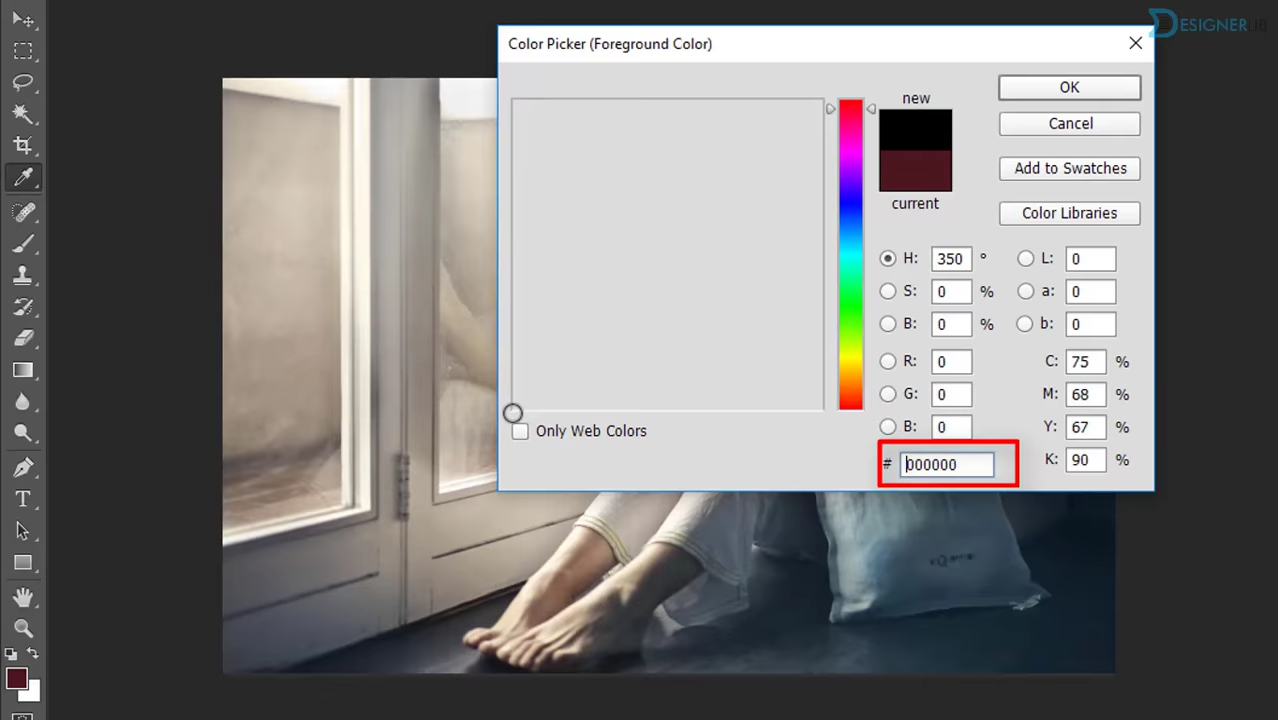 DESIGNER
Color Picker (Foreground Color)
new
current
OK
Cancel
Add to Swatches
Color Libraries
H: 350 °
S: 0 %
B: 0 %
R: 0
G: 0
B: 0
# 000000
L: 0
a: 0
b: 0
C: 75 %
M: 68 %
Y: 67 %
K: 90 %
Only Web Colors
T